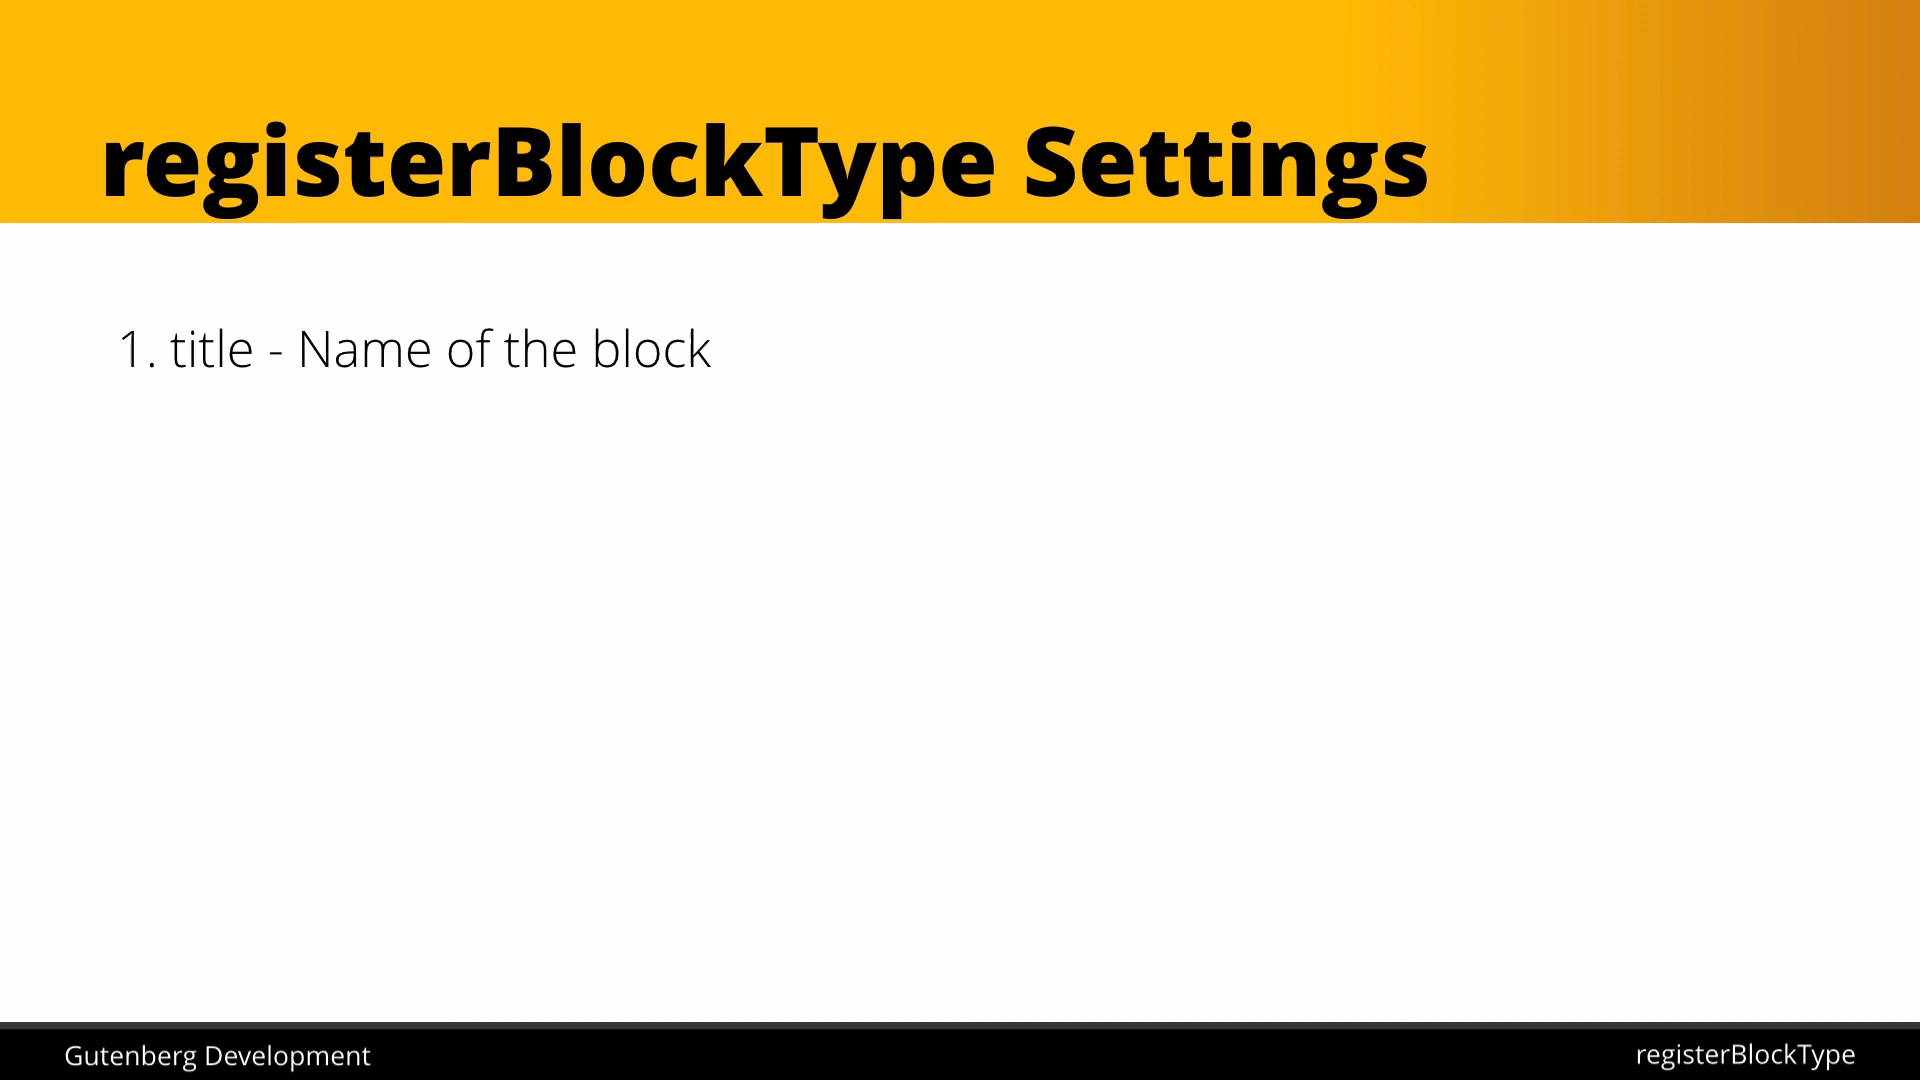 registerBlockType Settings
1. title - Name of the block
Gutenberg Development
registerBlockType